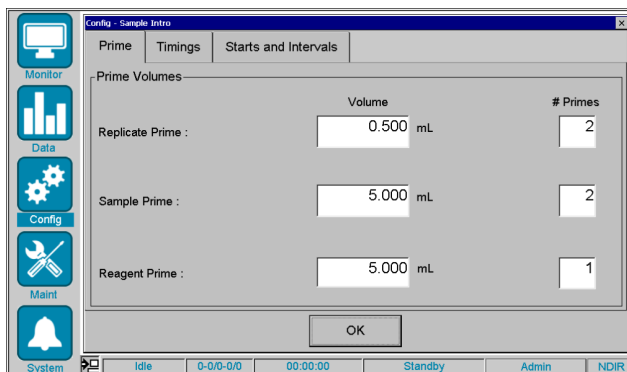 Config - Sample Intro
Prime Timings Starts and Intervals
Monitor
Prime Volumes
Volume # Primes
Replicate Prime : 0.500 mL 2
Data
Sample Prime : 5.000 mL 2
Config
Reagent Prime : 5.000 mL 1
Maint
OK
System Idle 0-0/0-0/0 00:00:00 Standby Admin NDIR